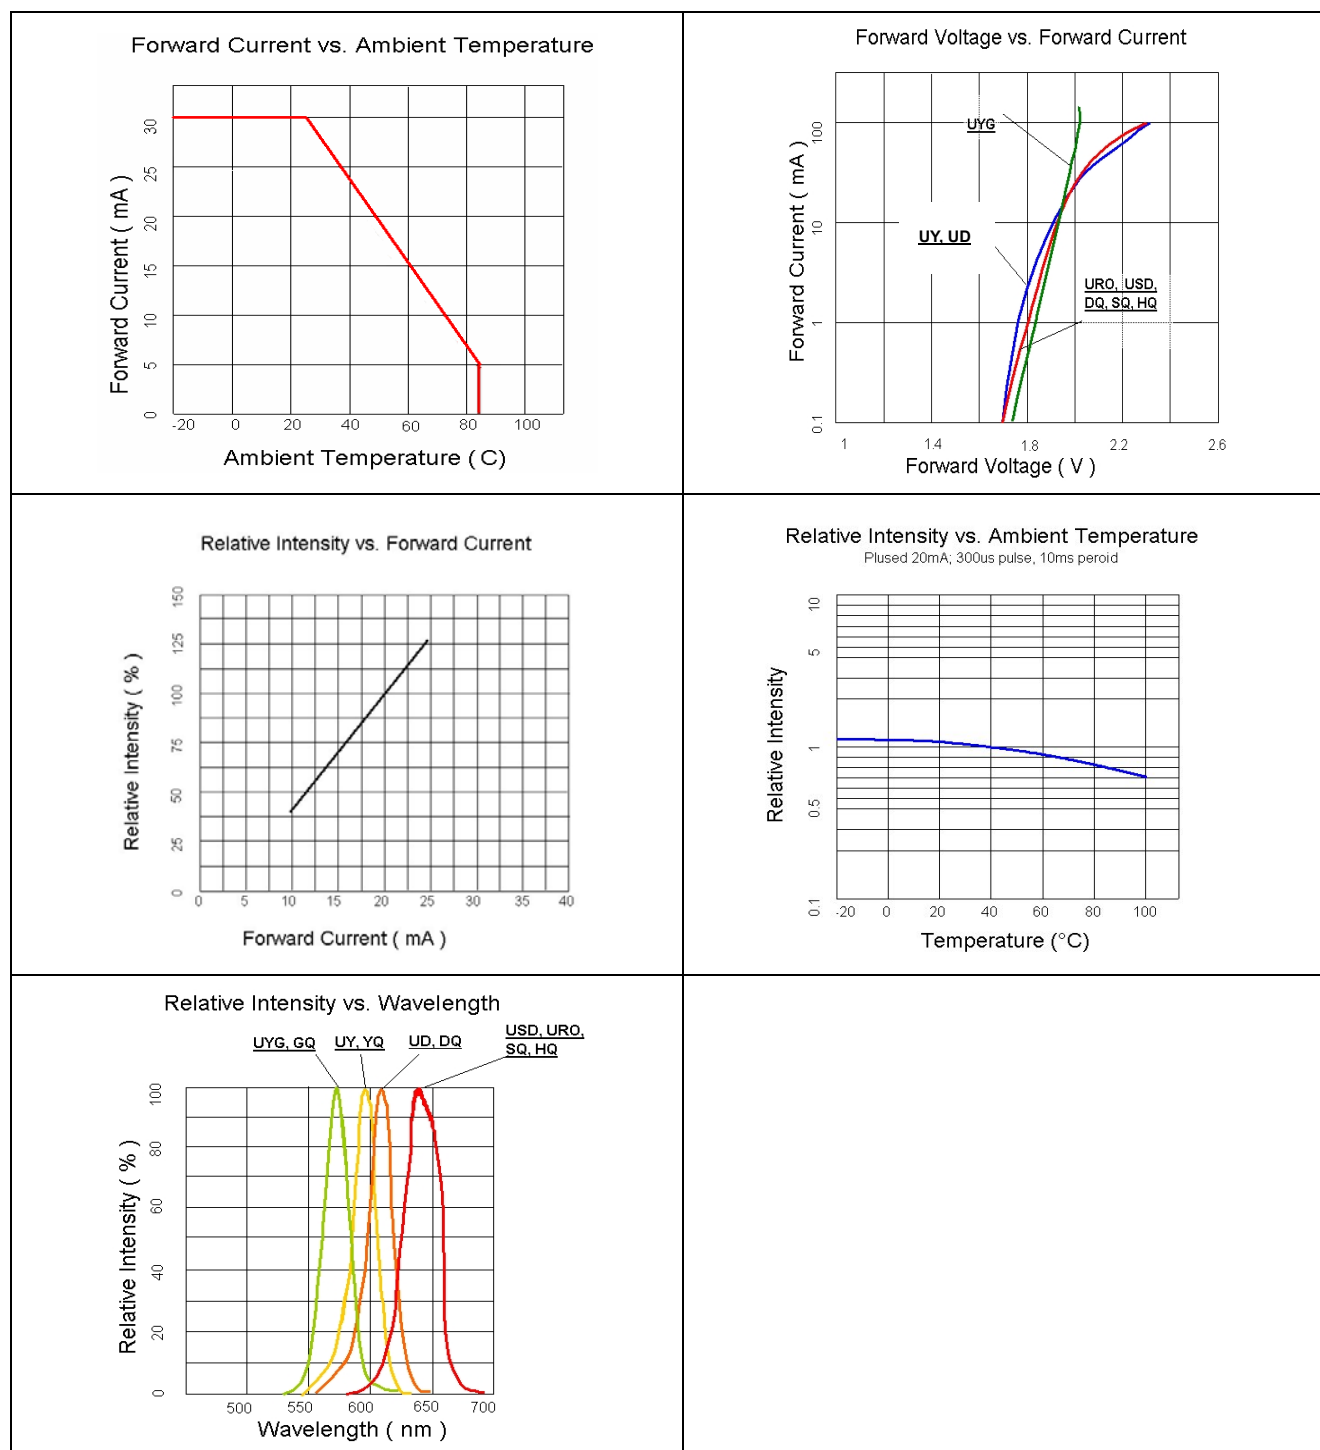 Forward Current vs. Ambient Temperature
Forward Current ( mA )
30
25
20
15
10
5
0
-20 0 20 40 60 80 100
Ambient Temperature ( C)
Forward Voltage vs. Forward Current
Forward Current ( mA )
100
10
1
0.1
UYG
UY, UD
URO, USD,
DQ, SQ, HQ
1 1.4 1.8 2.2 2.6
Forward Voltage ( V )
Relative Intensity vs. Forward Current
Relative Intensity ( % )
150
125
100
75
50
25
0
0 5 10 15 20 25 30 35 40
Forward Current ( mA )
Relative Intensity vs. Ambient Temperature
Plused 20mA; 300us pulse, 10ms peroid
Relative Intensity
10
5
1
0.5
0.1
-20 0 20 40 60 80 100
Temperature (°C)
Relative Intensity vs. Wavelength
UYG, GQ UY, YQ UD, DQ USD, URO,
SQ, HQ
Relative Intensity ( % )
100
80
60
40
20
0
500 550 600 650 700
Wavelength ( nm )